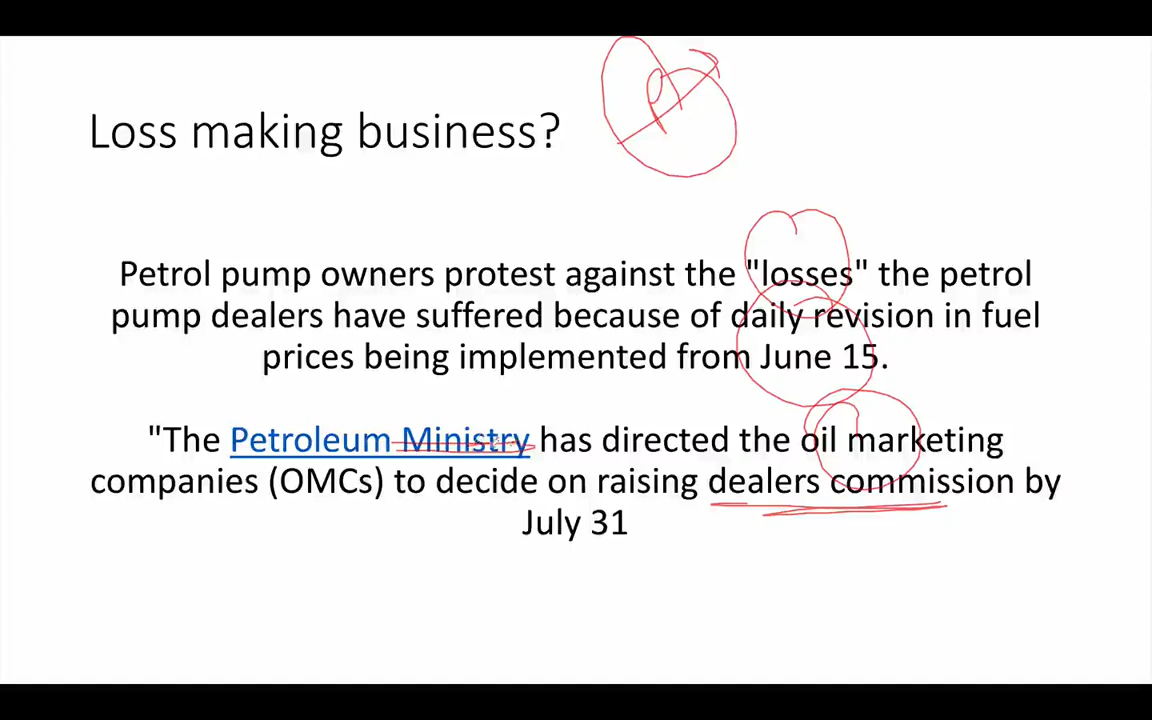 Loss making business?
Petrol pump owners protest against the "losses" the petrol
pump dealers have suffered because of daily revision in fuel
prices being implemented from June 15.
"The Petroleum Ministry has directed the oil marketing
companies (OMCs) to decide on raising dealers commission by
July 31